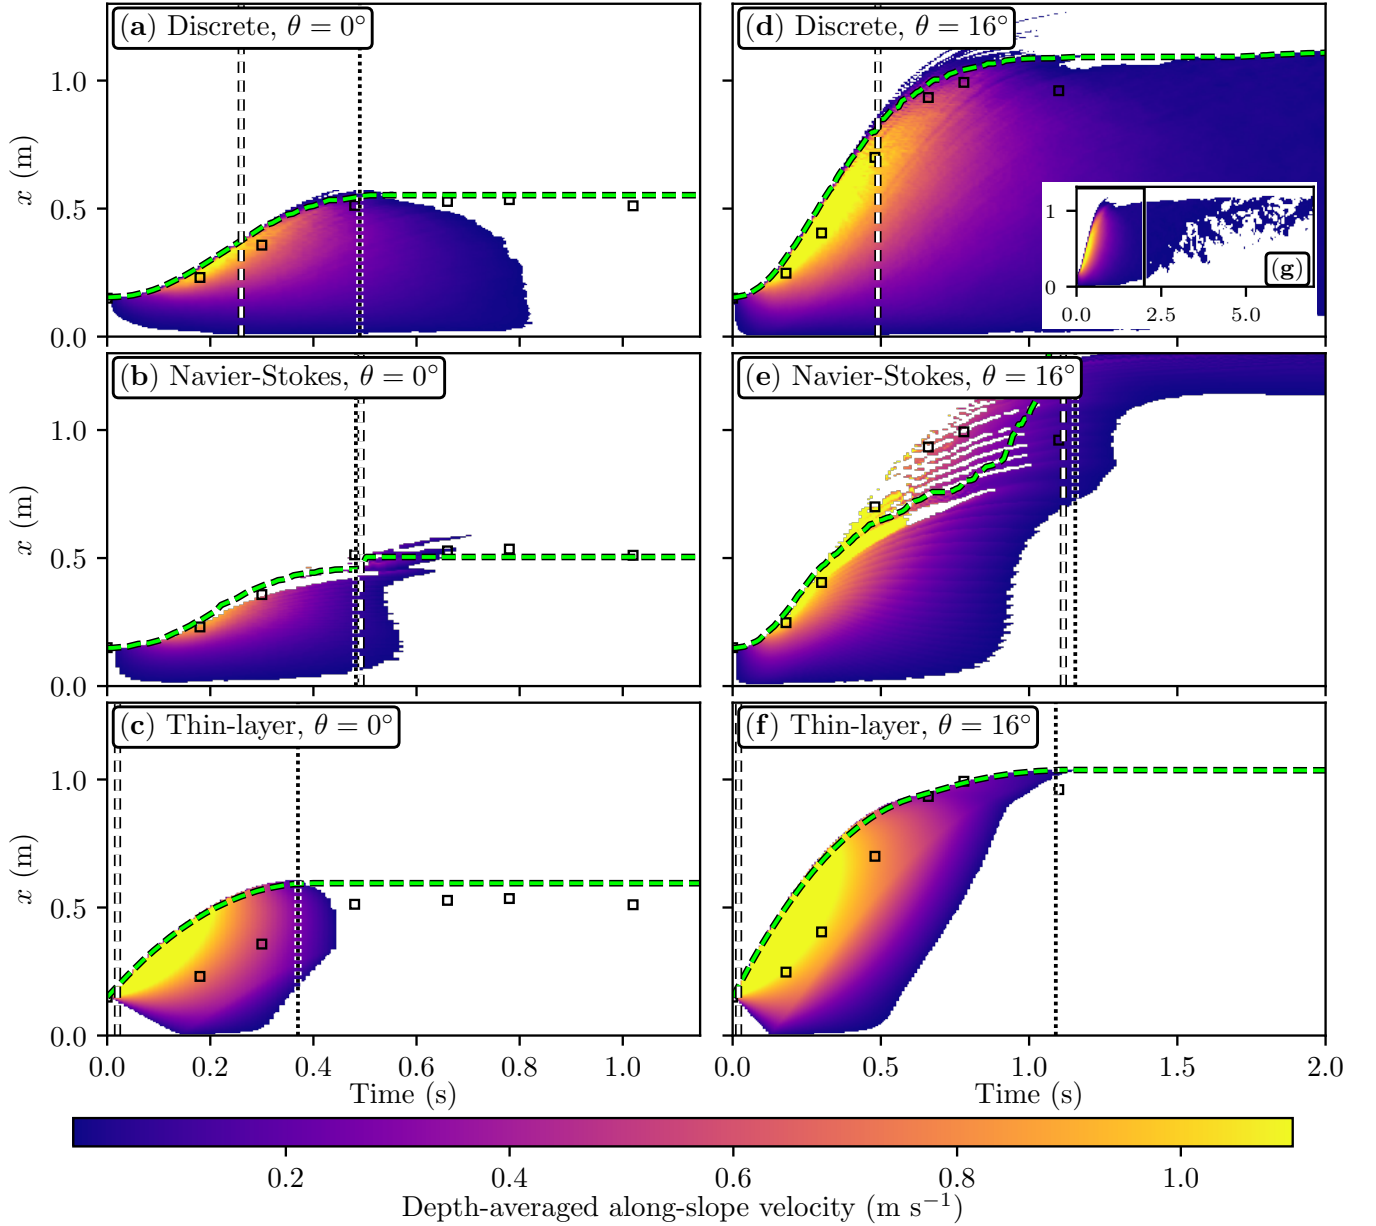 (a) Discrete, θ = 0°
(d) Discrete, θ = 16°
x (m)
1.0
0.5
0.0
1
0
0.0
2.5
5.0
(g)
(b) Navier-Stokes, θ = 0°
(e) Navier-Stokes, θ = 16°
x (m)
1.0
0.5
0.0
(c) Thin-layer, θ = 0°
(f) Thin-layer, θ = 16°
x (m)
1.0
0.5
0.0
0.0 0.2 0.4 0.6 0.8 1.0
0.0 0.5 1.0 1.5 2.0
Time (s)
Time (s)
0.2 0.4 0.6 0.8 1.0
Depth-averaged along-slope velocity (m s⁻¹)